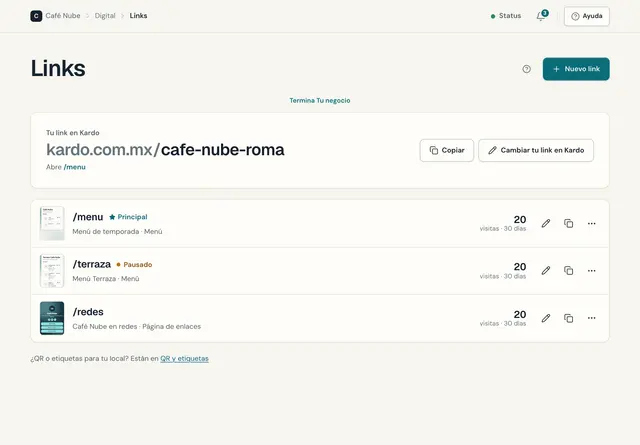 C Café Nube > Digital > Links
Status
3
Ayuda
Links
+ Nuevo link
Termina Tu negocio
Tu link en Kardo
kardo.com.mx/cafe-nube-roma
Abre /menu
Copiar
Cambiar tu link en Kardo
/menu ★ Principal
Menú de temporada · Menú
20
visitas · 30 días
/terraza • Pausado
Menú Terraza · Menú
20
visitas · 30 días
/redes
Café Nube en redes · Página de enlaces
20
visitas · 30 días
¿QR o etiquetas para tu local? Están en QR y etiquetas